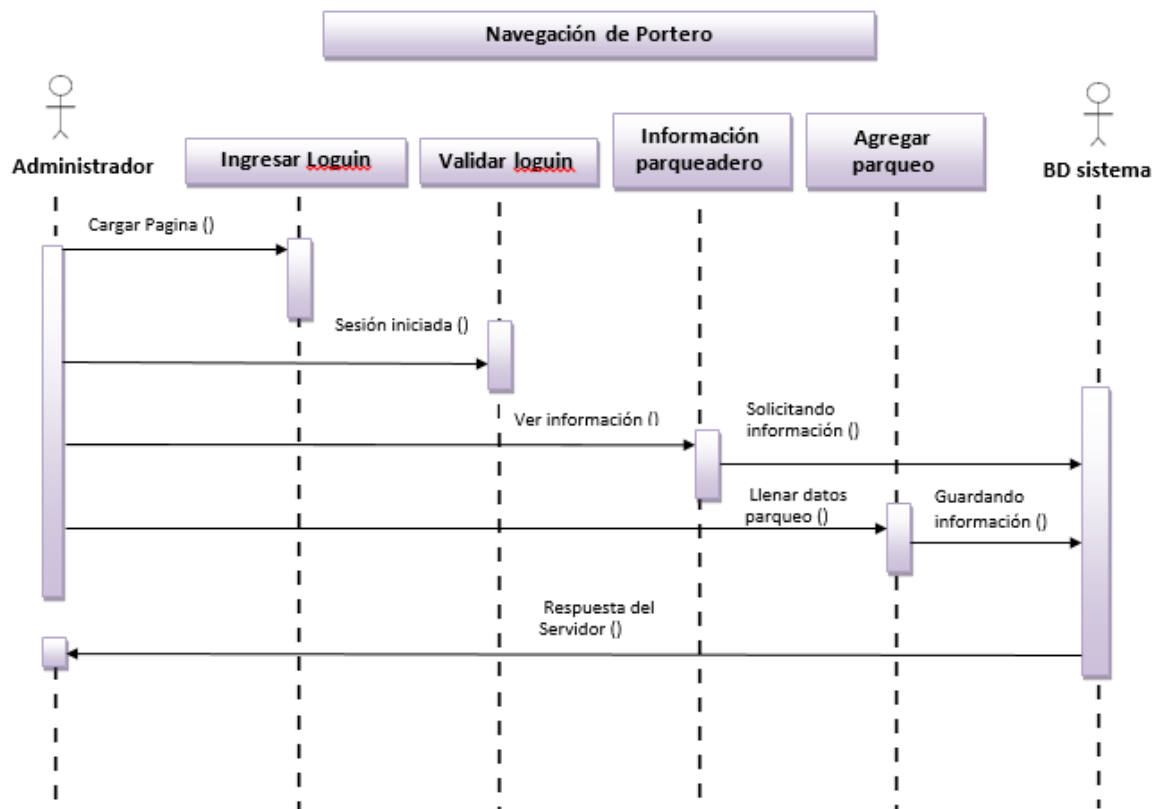 Navegación de Portero
Administrador
Ingresar Loguin
Validar loguin
Información
parqueadero
Agregar
parqueo
BD sistema
Cargar Pagina ()
Sesión iniciada ()
Ver información ()
Solicitando
información ()
Llenar datos
parqueo ()
Guardando
información ()
Respuesta del
Servidor ()